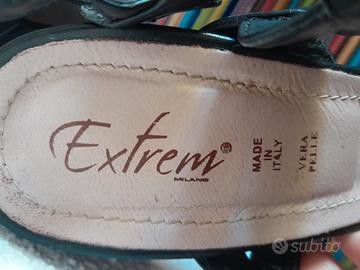 Extrem®
MILANO
MADE
IN
ITALY
VERA
PELLE
subito